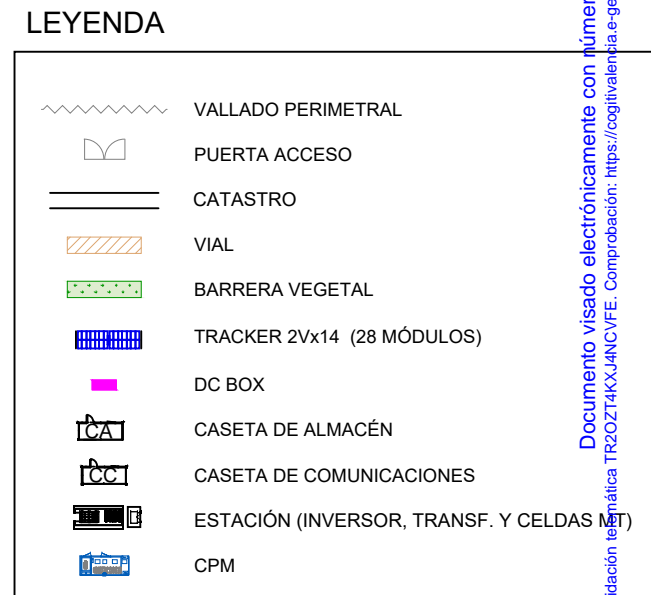 LEYENDA
VALLADO PERIMETRAL
PUERTA ACCESO
CATASTRO
VIAL
BARRERA VEGETAL
TRACKER 2Vx14 (28 MÓDULOS)
DC BOX
CA CASETA DE ALMACÉN
CC CASETA DE COMUNICACIONES
ESTACIÓN (INVERSOR, TRANSF. Y CELDAS MT)
CPM
Documento visado electrónicamente con númer
idación telemática TR2OZT4KXJ4NCVFE. Comprobación: https://cogitivalencia.e-ge